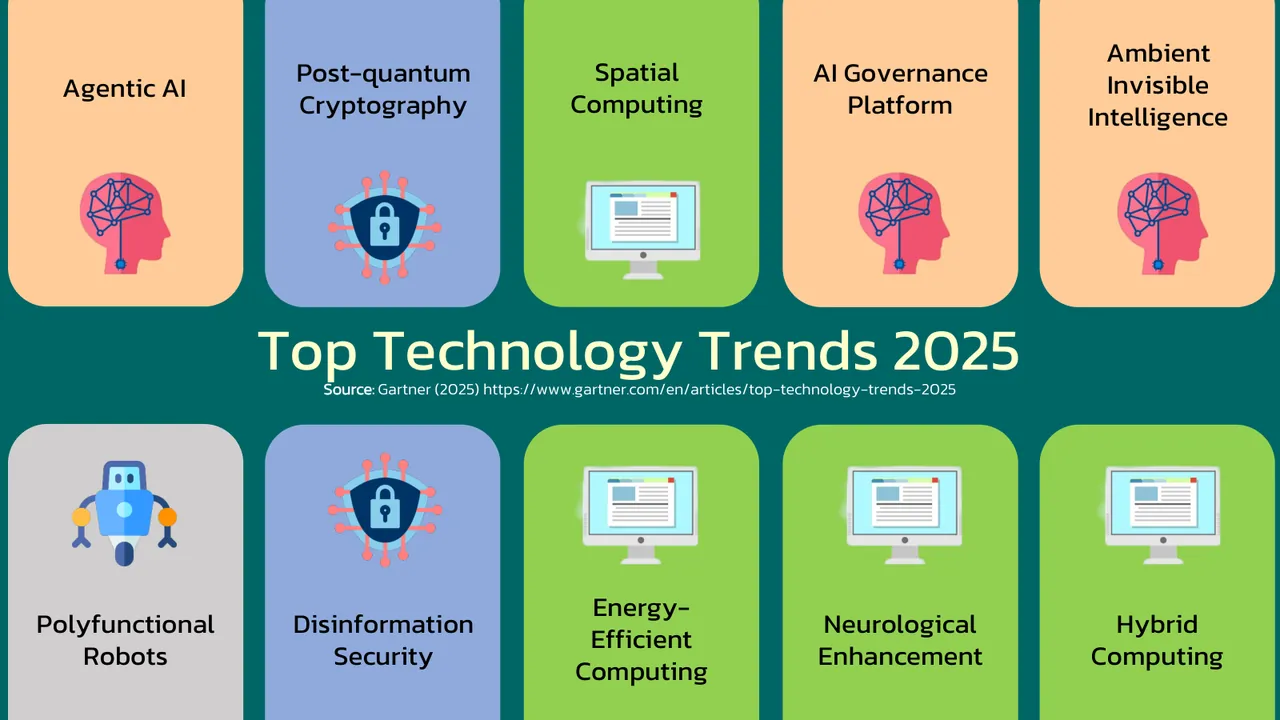 Agentic AI
Post-quantum
Cryptography
Spatial
Computing
AI Governance
Platform
Ambient
Invisible
Intelligence
Top Technology Trends 2025
Source: Gartner (2025) https://www.gartner.com/en/articles/top-technology-trends-2025
Polyfunctional
Robots
Disinformation
Security
Energy-
Efficient
Computing
Neurological
Enhancement
Hybrid
Computing